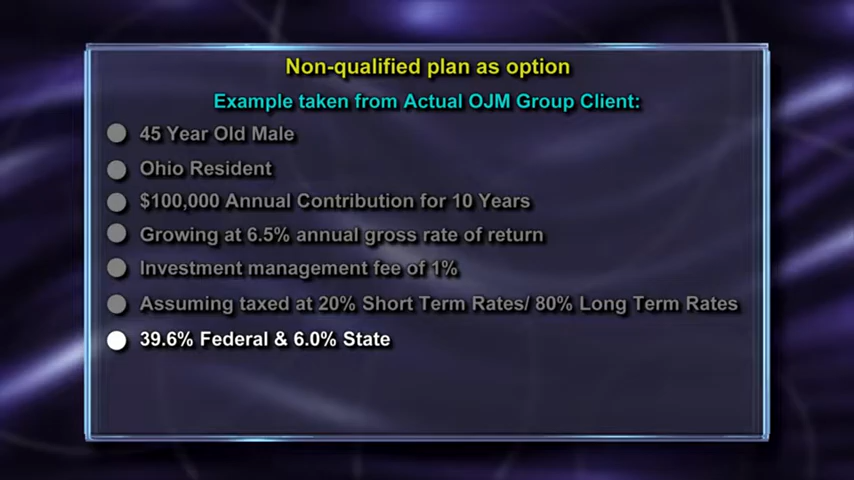 Non-qualified plan as option
Example taken from Actual OJM Group Client:
45 Year Old Male
Ohio Resident
$100,000 Annual Contribution for 10 Years
Growing at 6.5% annual gross rate of return
Investment management fee of 1%
Assuming taxed at 20% Short Term Rates/ 80% Long Term Rates
39.6% Federal & 6.0% State